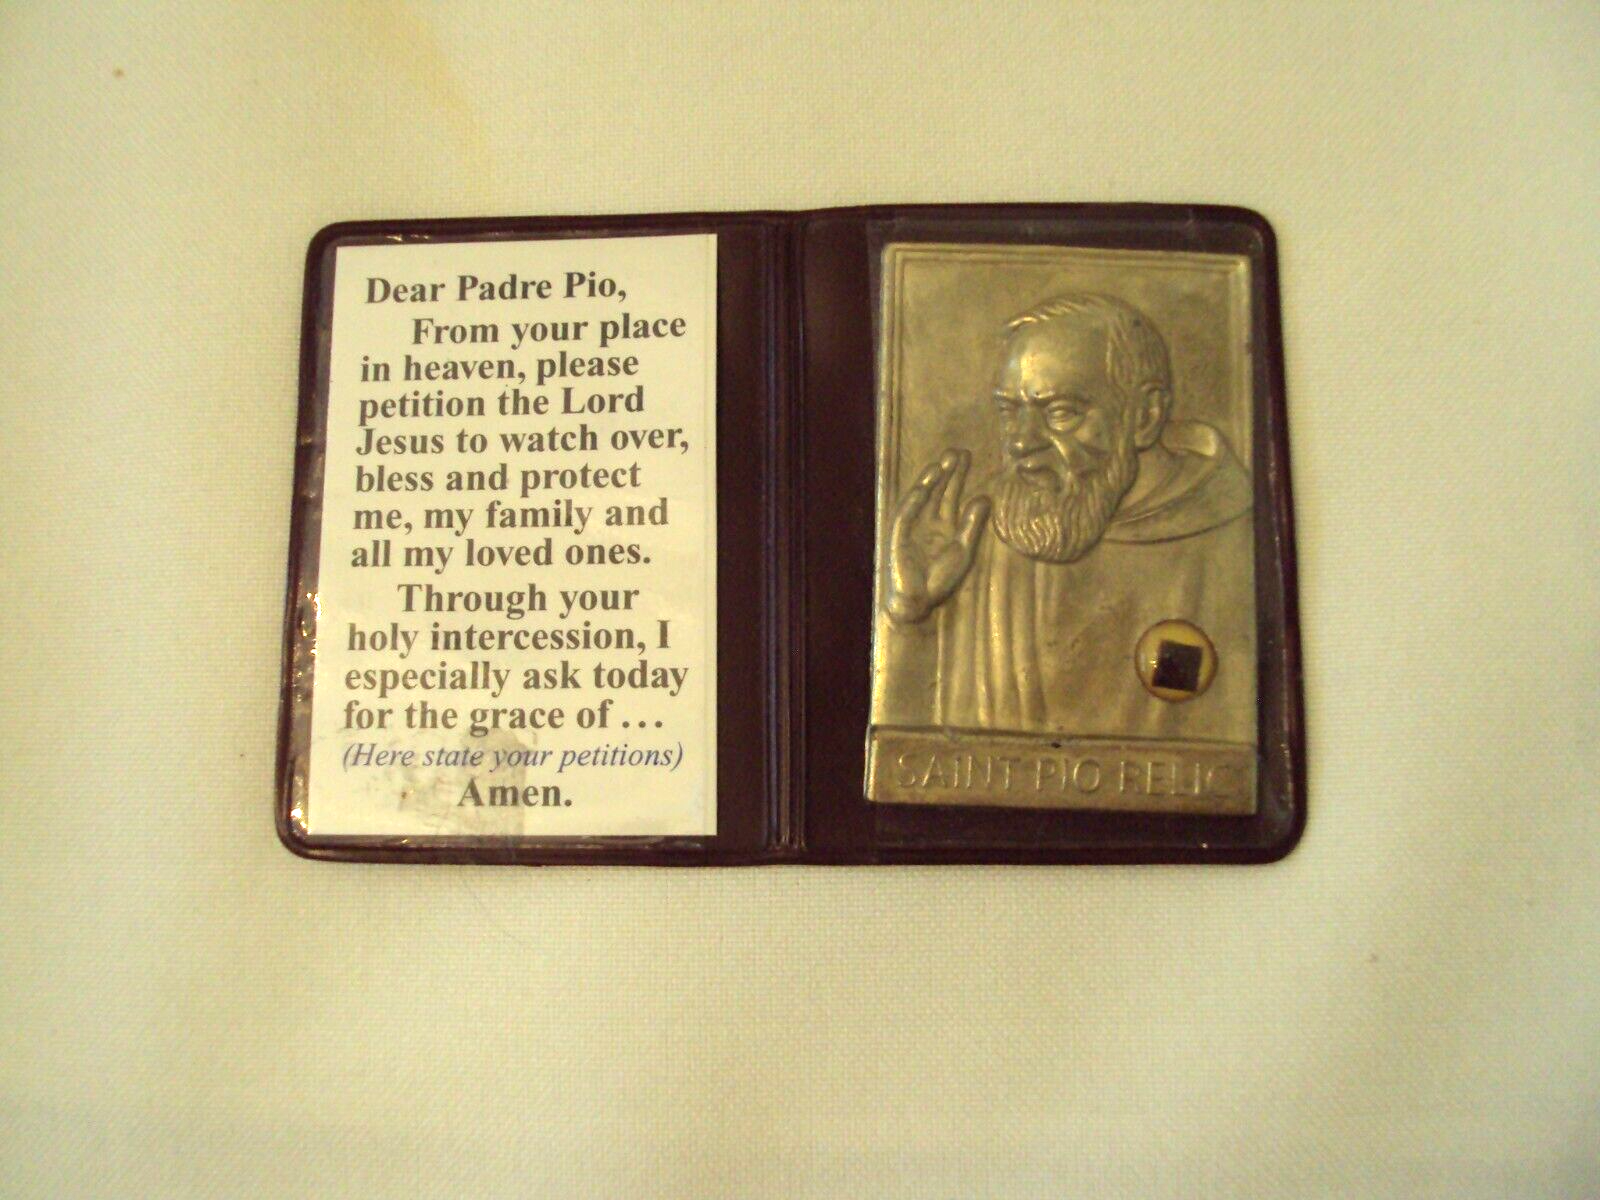 Dear Padre Pio,
From your place
in heaven, please
petition the Lord
Jesus to watch over,
bless and protect
me, my family and
all my loved ones.
Through your
holy intercession, I
especially ask today
for the grace of . . .
(Here state your petitions)
Amen.
SAINT PIO RELIC